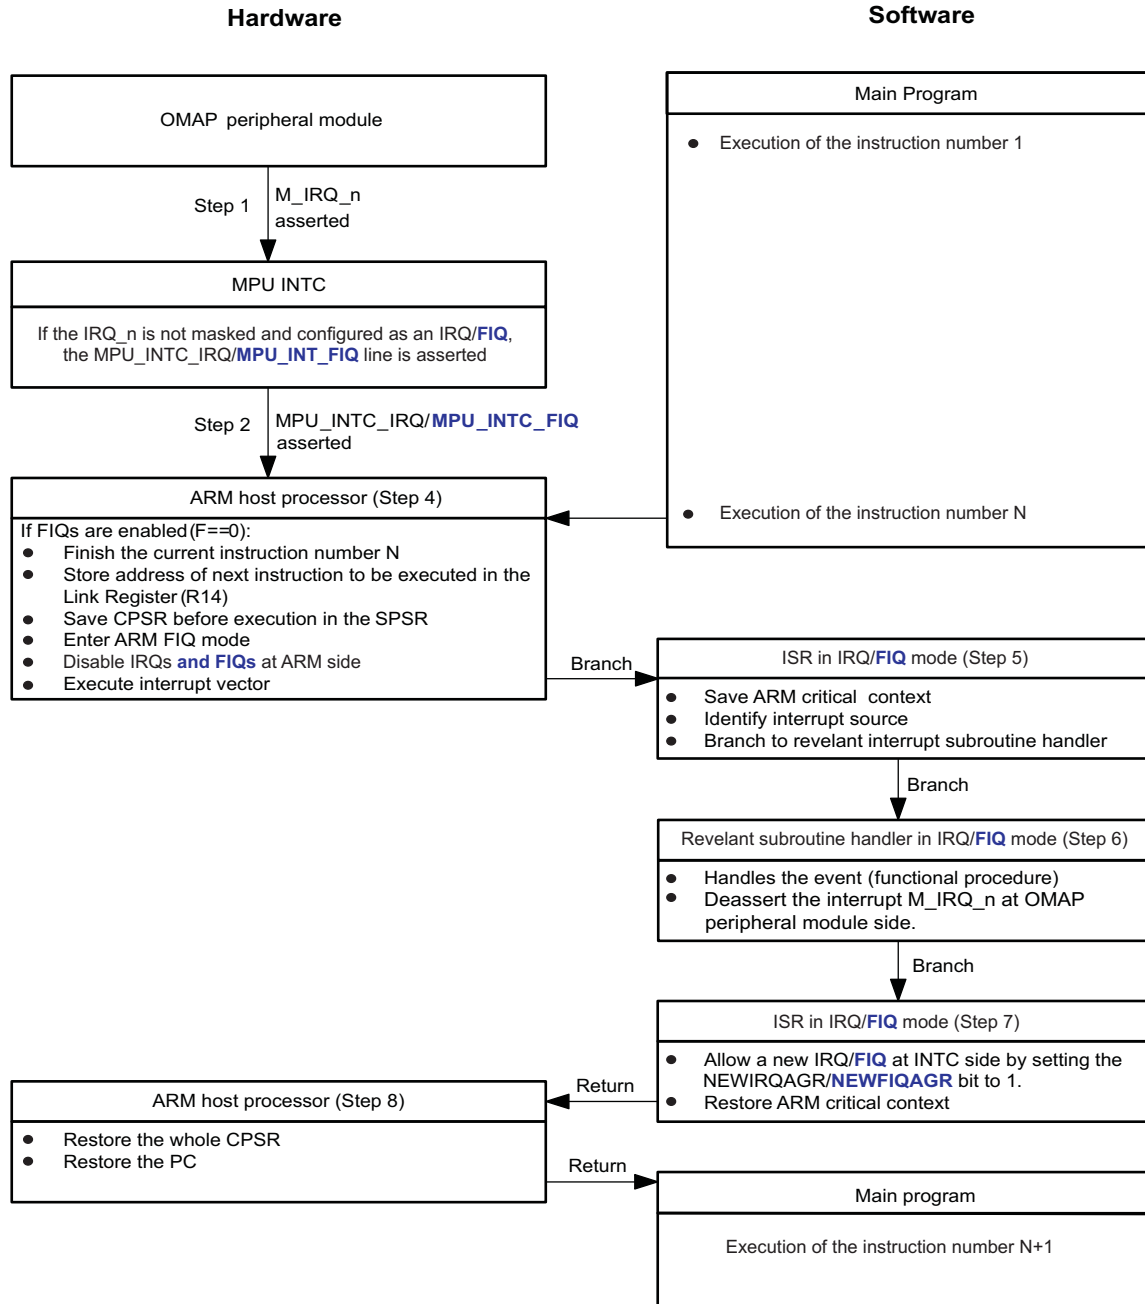 Hardware
Software
OMAP peripheral module
Main Program
● Execution of the instruction number 1
Step 1
M_IRQ_n
asserted
MPU INTC
If the IRQ_n is not masked and configured as an IRQ/FIQ,
the MPU_INTC_IRQ/MPU_INT_FIQ line is asserted
Step 2
MPU_INTC_IRQ/MPU_INTC_FIQ
asserted
ARM host processor (Step 4)
If FIQs are enabled (F==0):
● Finish the current instruction number N
● Store address of next instruction to be executed in the
Link Register (R14)
● Save CPSR before execution in the SPSR
● Enter ARM FIQ mode
● Disable IRQs and FIQs at ARM side
● Execute interrupt vector
● Execution of the instruction number N
Branch
ISR in IRQ/FIQ mode (Step 5)
● Save ARM critical context
● Identify interrupt source
● Branch to revelant interrupt subroutine handler
Branch
Revelant subroutine handler in IRQ/FIQ mode (Step 6)
● Handles the event (functional procedure)
● Deassert the interrupt M_IRQ_n at OMAP
peripheral module side.
Branch
ISR in IRQ/FIQ mode (Step 7)
● Allow a new IRQ/FIQ at INTC side by setting the
NEWIRQAGR/NEWFIQAGR bit to 1.
● Restore ARM critical context
Return
ARM host processor (Step 8)
● Restore the whole CPSR
● Restore the PC
Return
Main program
Execution of the instruction number N+1